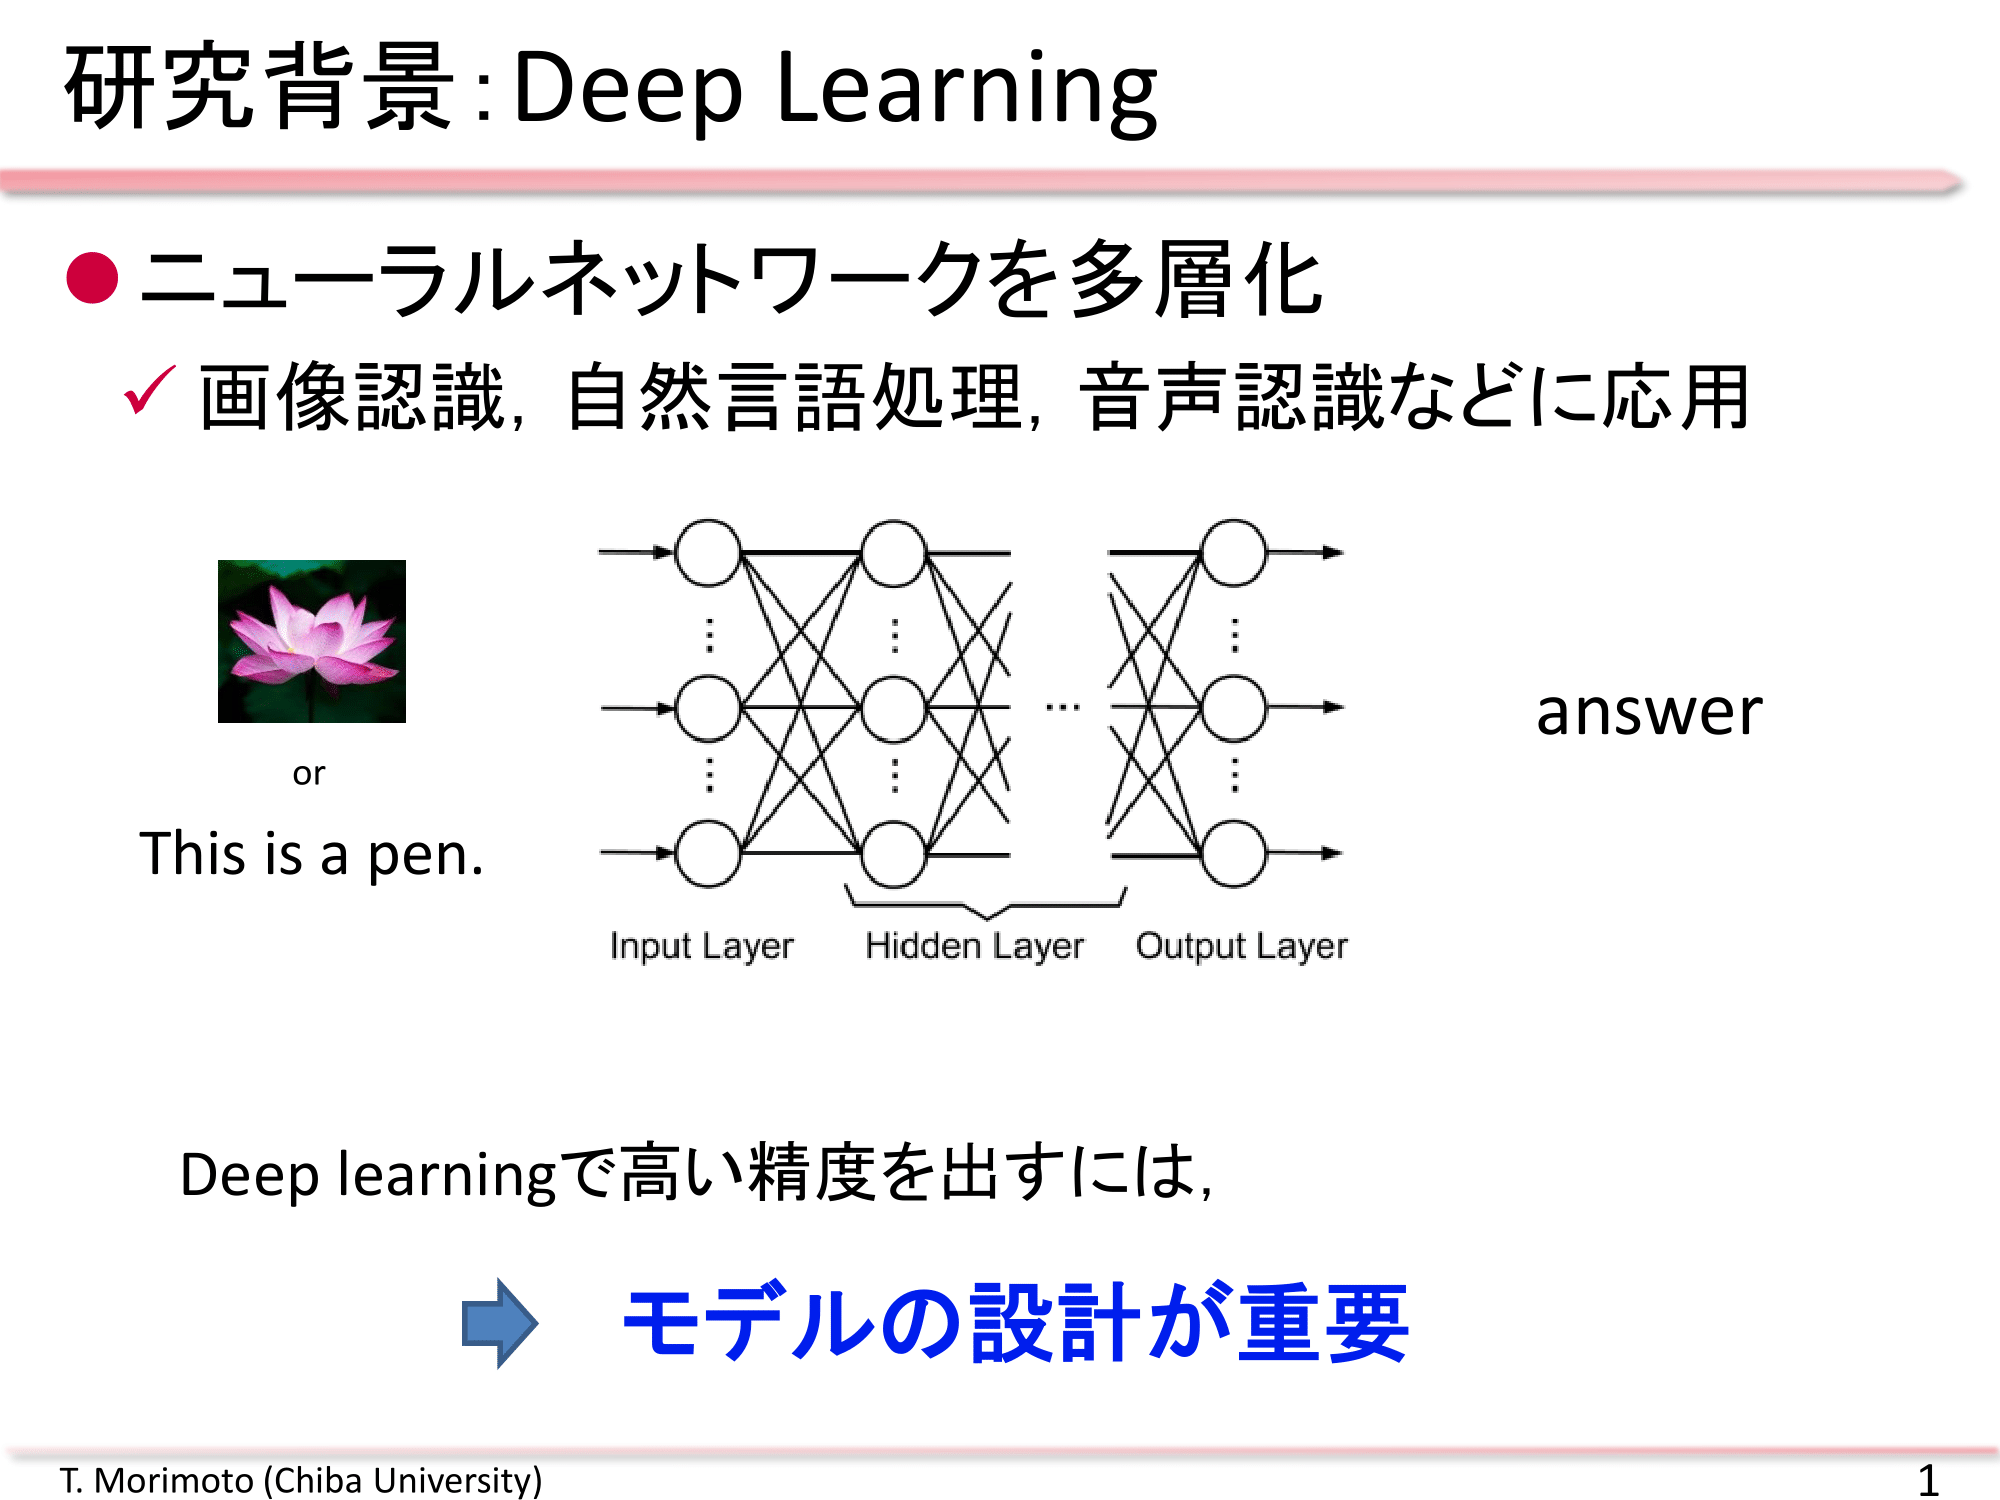 研究背景：Deep Learning
ニューラルネットワークを多層化
画像認識，自然言語処理，音声認識などに応用
or
This is a pen.
answer
Input Layer Hidden Layer Output Layer
Deep learningで高い精度を出すには，
モデルの設計が重要
T. Morimoto (Chiba University)
1